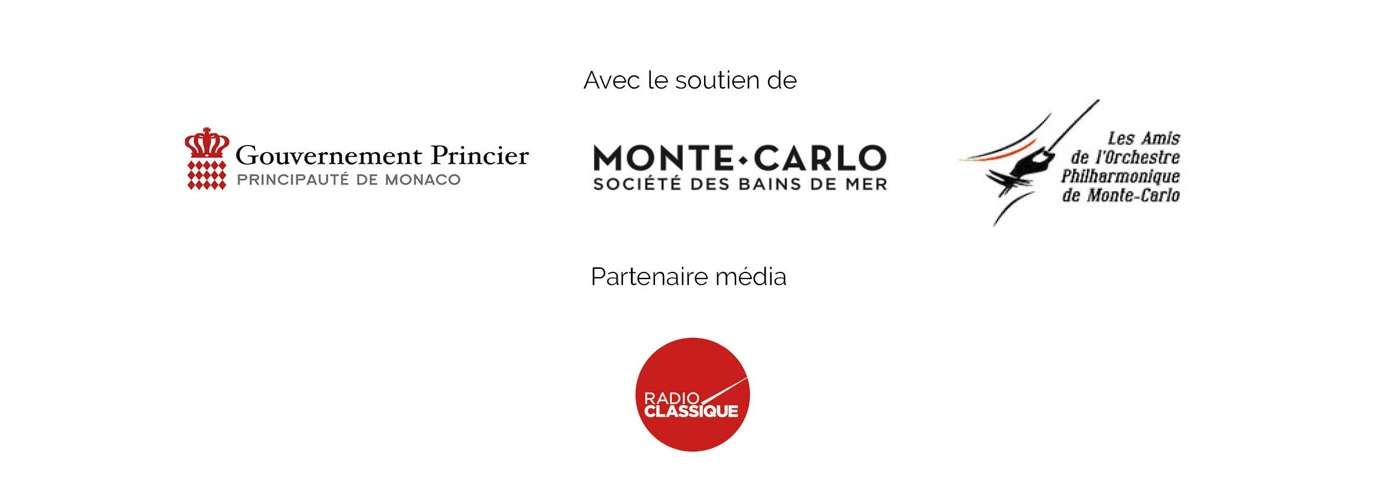 Avec le soutien de
Gouvernement Princier
PRINCIPAUTÉ DE MONACO
MONTE•CARLO
SOCIÉTÉ DES BAINS DE MER
Les Amis
de l'Orchestre
Philharmonique
de Monte-Carlo
Partenaire média
RADIO
CLASSIQUE